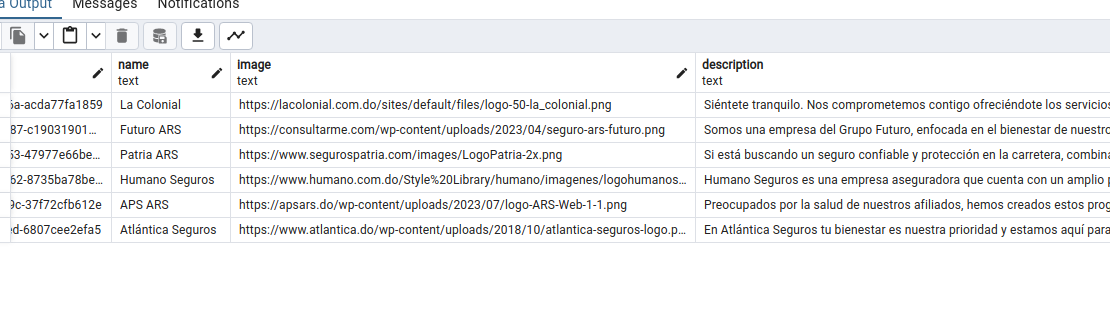 a Output Messages Notifications
name image description
text text text
6a-acda77fa1859 La Colonial https://lacolonial.com.do/sites/default/files/logo-50-la_colonial.png Siéntete tranquilo. Nos comprometemos contigo ofreciéndote los servicios
87-c19031901... Futuro ARS https://consultarme.com/wp-content/uploads/2023/04/seguro-ars-futuro.png Somos una empresa del Grupo Futuro, enfocada en el bienestar de nuestro
53-47977e66be... Patria ARS https://www.segurospatria.com/images/LogoPatria-2x.png Si está buscando un seguro confiable y protección en la carretera, combina
62-8735ba78be... Humano Seguros https://www.humano.com.do/Style%20Library/humano/imagenes/logohumanos... Humano Seguros es una empresa aseguradora que cuenta con un amplio p
9c-37f72cfb612e APS ARS https://apsars.do/wp-content/uploads/2023/07/logo-ARS-Web-1-1.png Preocupados por la salud de nuestros afiliados, hemos creados estos prog
ed-6807cee2efa5 Atlántica Seguros https://www.atlantica.do/wp-content/uploads/2018/10/atlantica-seguros-logo.p... En Atlántica Seguros tu bienestar es nuestra prioridad y estamos aquí para